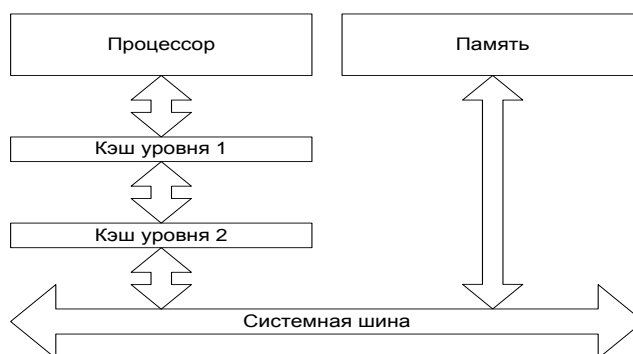 Процессор
Память
Кэш уровня 1
Кэш уровня 2
Системная шина